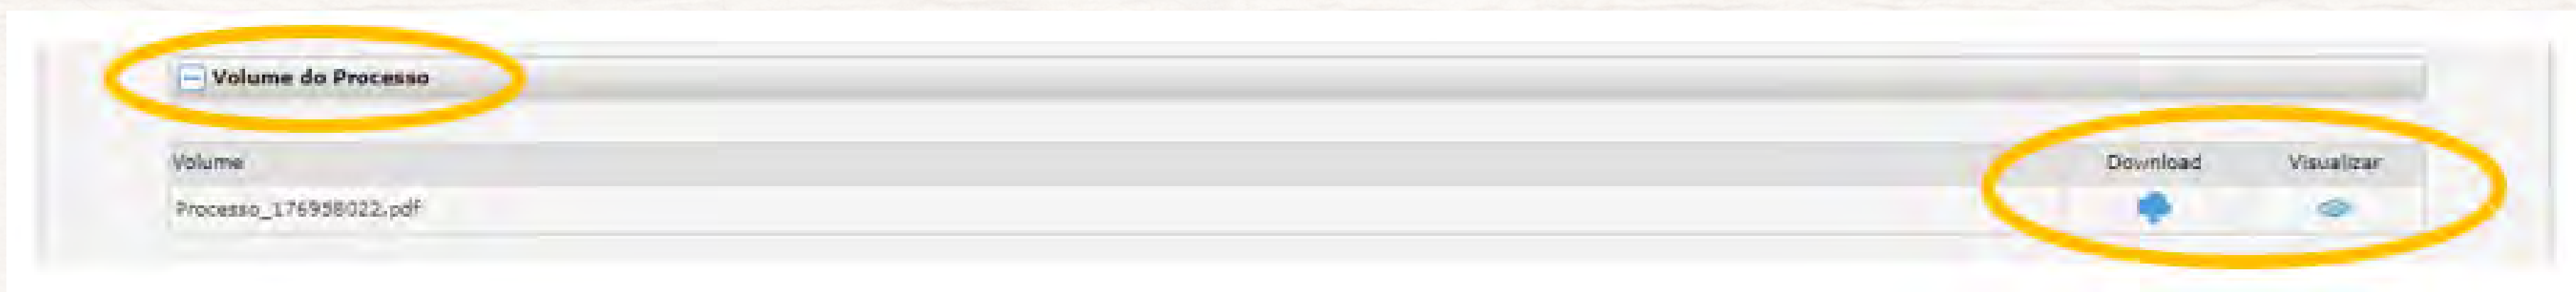 Volume do Processo
Volume Download Visualizar
Processo_176958022.pdf